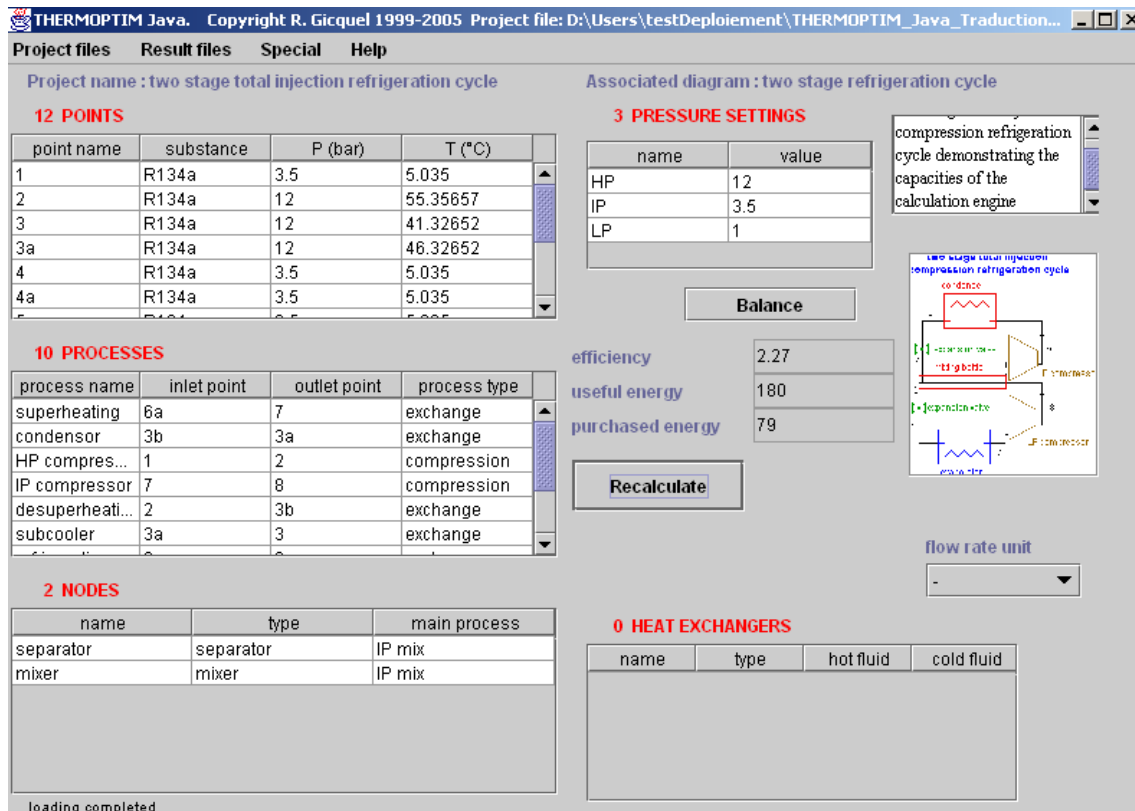 THERMOPTIM Java. Copyright R. Gicquel 1999-2005 Project file: D:\Users\testDeploiement\THERMOPTIM_Java_Traduction...
Project files Result files Special Help
Project name : two stage total injection refrigeration cycle
Associated diagram : two stage refrigeration cycle
12 POINTS
point name substance P (bar) T (°C)
1 R134a 3.5 5.035
2 R134a 12 55.35657
3 R134a 12 41.32652
3a R134a 12 46.32652
4 R134a 3.5 5.035
4a R134a 3.5 5.035
3 PRESSURE SETTINGS
name value
HP 12
IP 3.5
LP 1
compression refrigeration
cycle demonstrating the
capacities of the
calculation engine
Balance
efficiency 2.27
useful energy 180
purchased energy 79
Recalculate
two stage total injection
compression refrigeration cycle
10 PROCESSES
process name inlet point outlet point process type
superheating 6a 7 exchange
condensor 3b 3a exchange
HP compres... 1 2 compression
IP compressor 7 8 compression
desuperheati... 2 3b exchange
subcooler 3a 3 exchange
flow rate unit
-
2 NODES
name type main process
separator separator IP mix
mixer mixer IP mix
0 HEAT EXCHANGERS
name type hot fluid cold fluid
loading completed